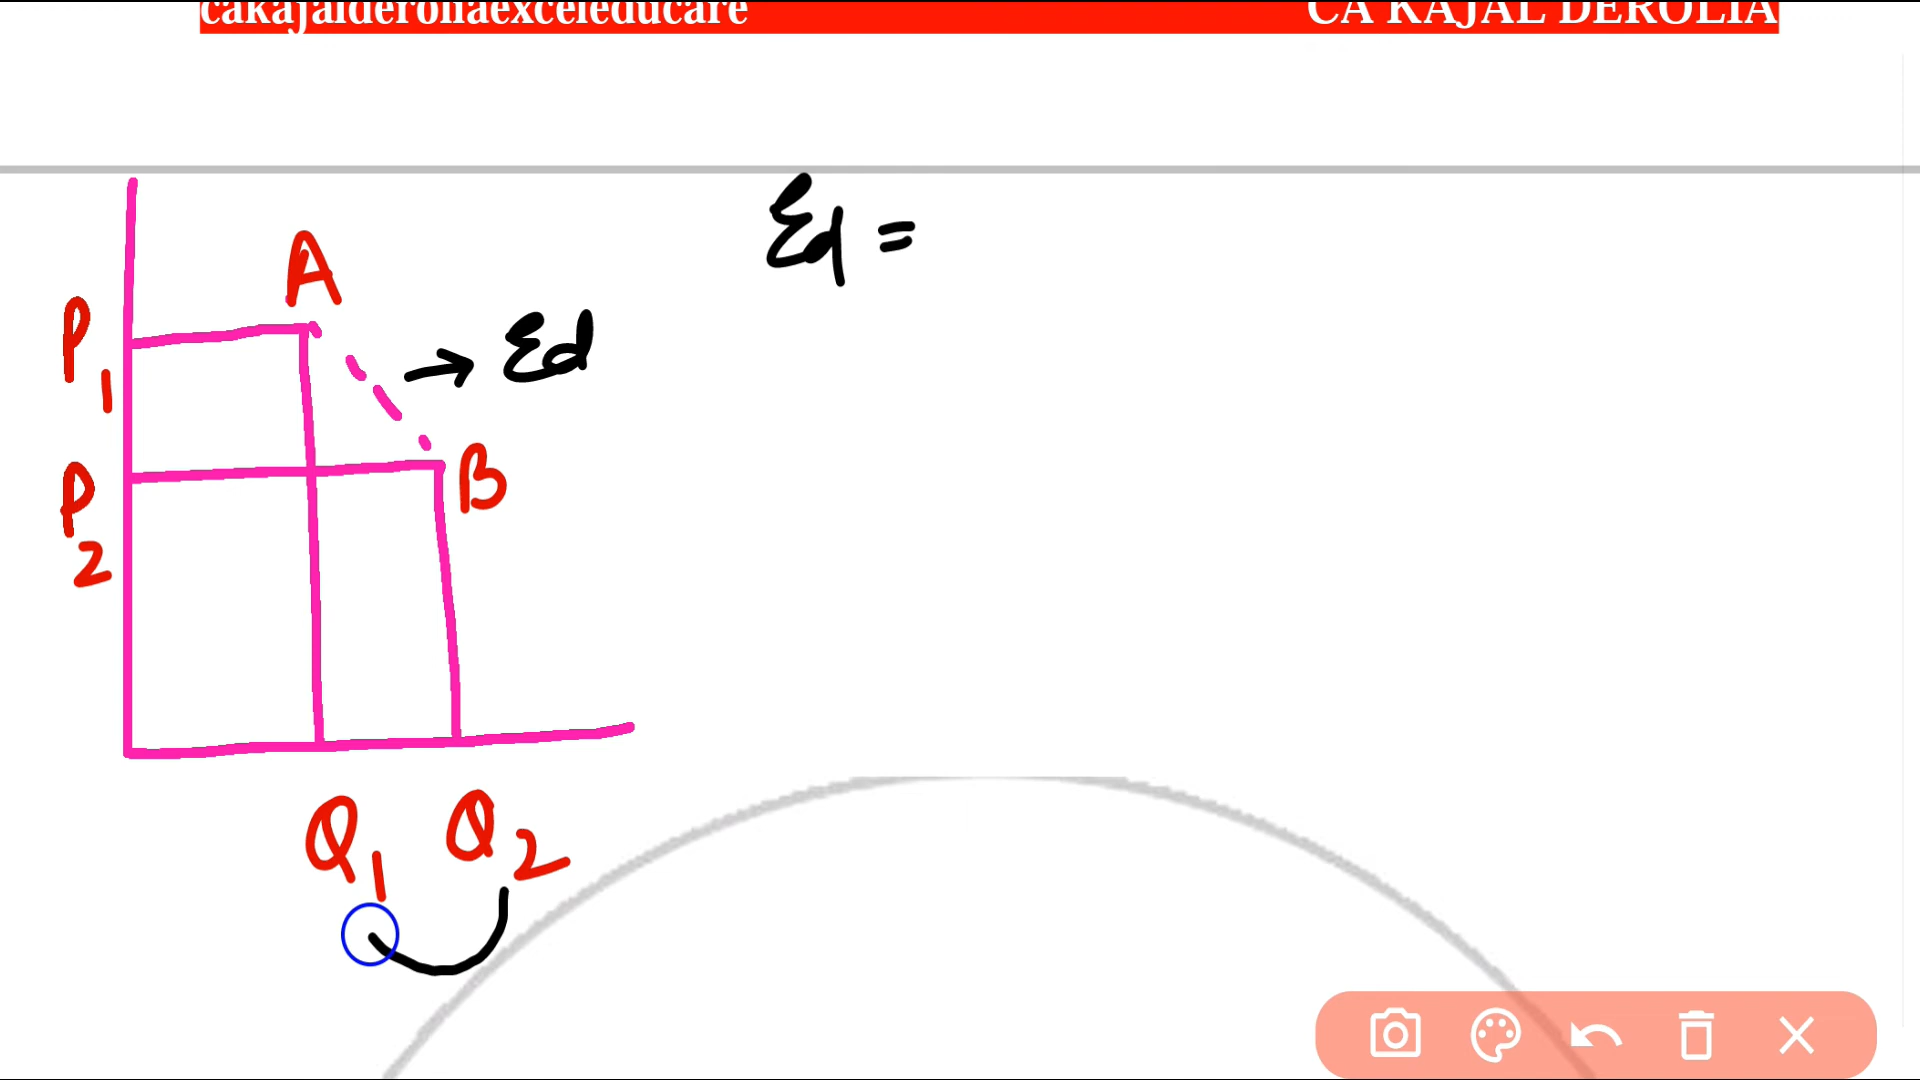 cakajalderoliaexceleducare CA KAJAL DEROLIA
Ed =
A
P1
→ Ed
P2
B
Q1 Q2